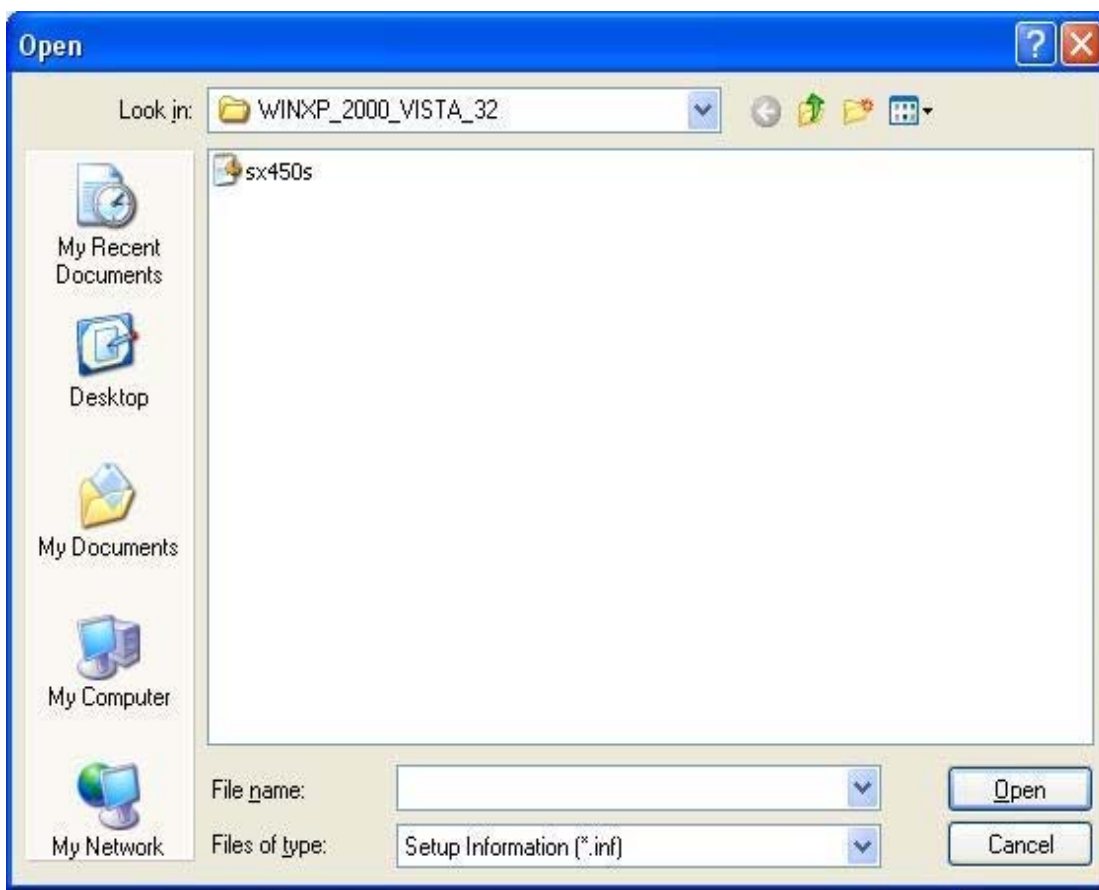 Open
Look in:
WINXP_2000_VISTA_32
sx450s
My Recent
Documents
Desktop
My Documents
My Computer
My Network
File name:
Open
Files of type:
Setup Information (*.inf)
Cancel